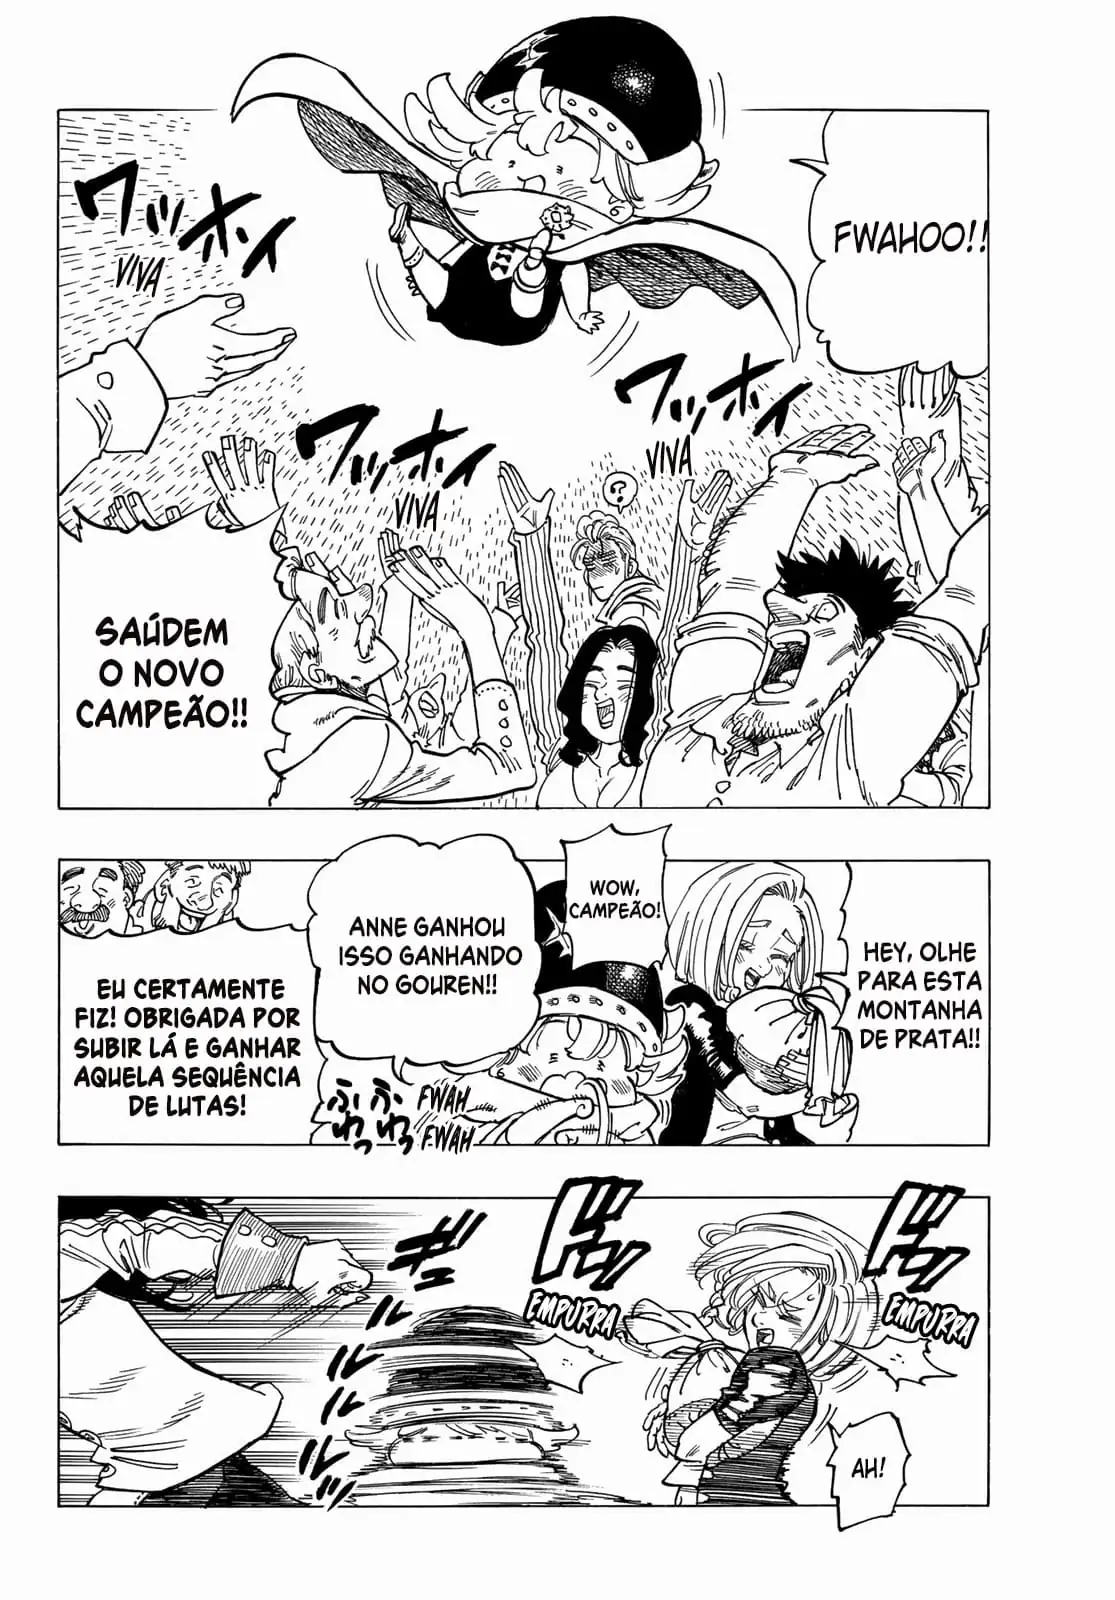 FWAHOO!!
ワッホイ
VIVA
ワッホイ
VIVA
ワッホイ
VIVA
?
SAÚDEM
O NOVO
CAMPEÃO!!
HEY, OLHE
PARA ESTA
MONTANHA
DE PRATA!!
WOW,
CAMPEÃO!
ANNE GANHOU
ISSO GANHANDO
NO GOUREN!!
ふわっ
ふわっ
FWAH
FWAH
EU CERTAMENTE
FIZ! OBRIGADA POR
SUBIR LÁ E GANHAR
AQUELA SEQUÊNCIA
DE LUTAS!
ドン
EMPURRA
ドン
EMPURRA
AH!
ギュルルルッ